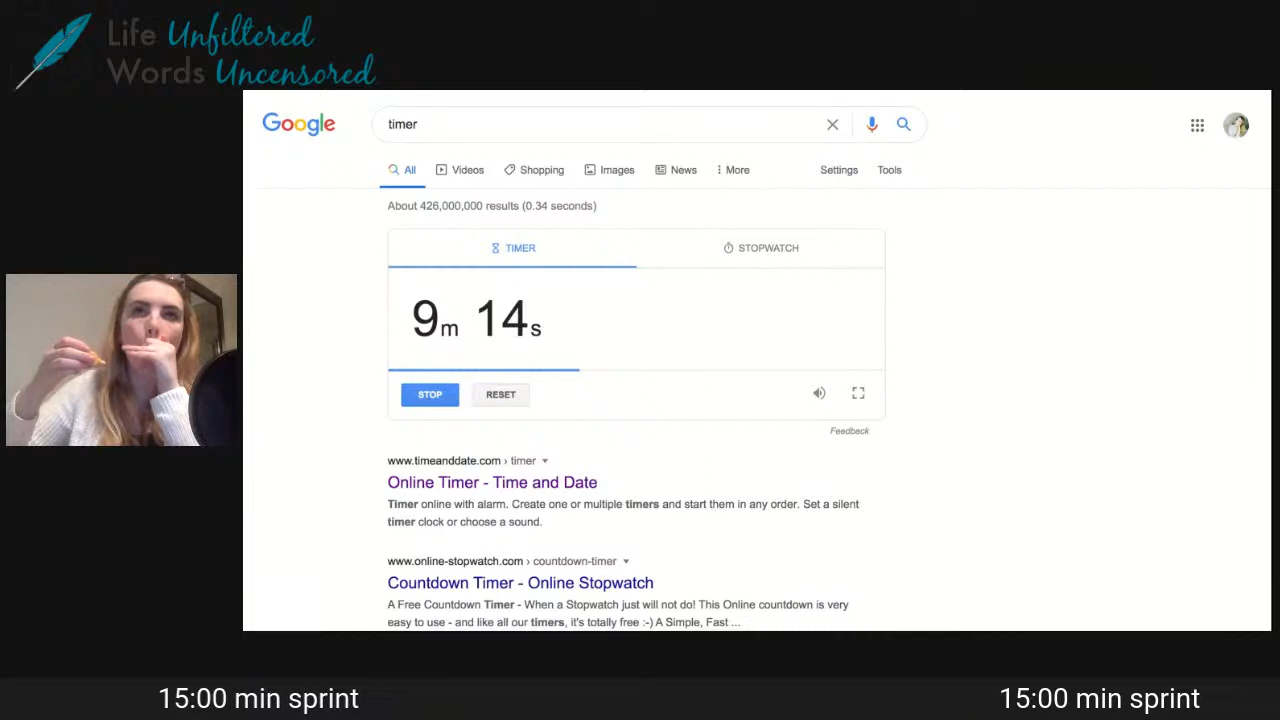 Life Unfiltered
Words Uncensored
Google
timer
All
Videos
Shopping
Images
News
More
Settings
Tools
About 426,000,000 results (0.34 seconds)
TIMER
STOPWATCH
9m 14s
STOP
RESET
Feedback
www.timeanddate.com › timer
Online Timer - Time and Date
Timer online with alarm. Create one or multiple timers and start them in any order. Set a silent
timer clock or choose a sound.
www.online-stopwatch.com › countdown-timer
Countdown Timer - Online Stopwatch
A Free Countdown Timer - When a Stopwatch just will not do! This Online countdown is very
easy to use - and like all our timers, it's totally free :-) A Simple, Fast ...
15:00 min sprint
15:00 min sprint